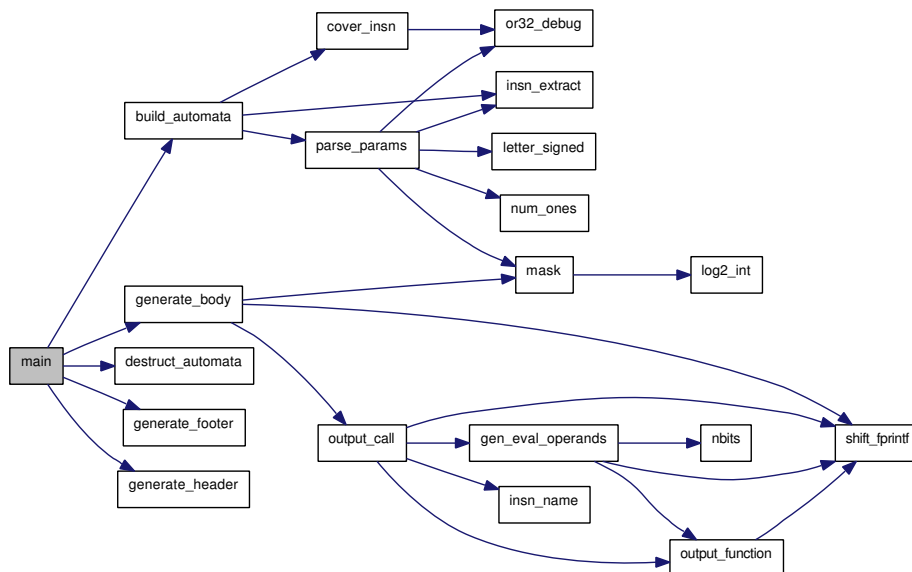 cover_insn
or32_debug
insn_extract
build_automata
parse_params
letter_signed
num_ones
mask
log2_int
generate_body
main
destruct_automata
generate_footer
output_call
gen_eval_operands
nbits
shift_fprintf
generate_header
insn_name
output_function